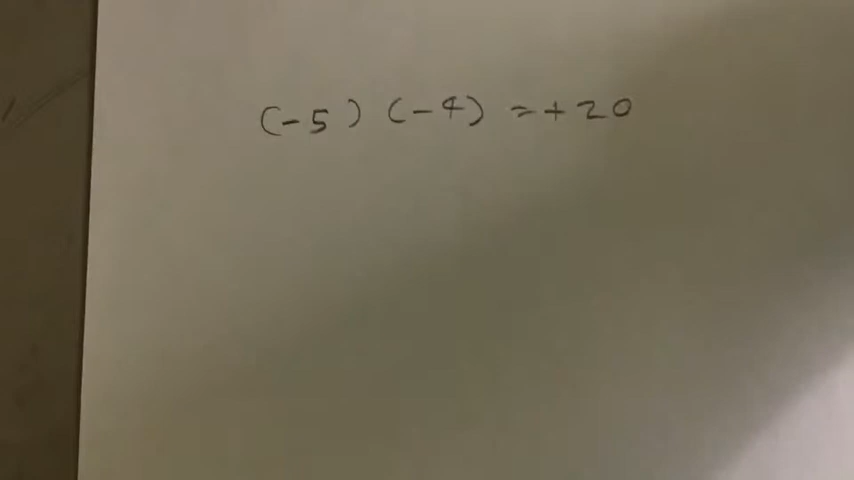 (-5) (-4) = +20